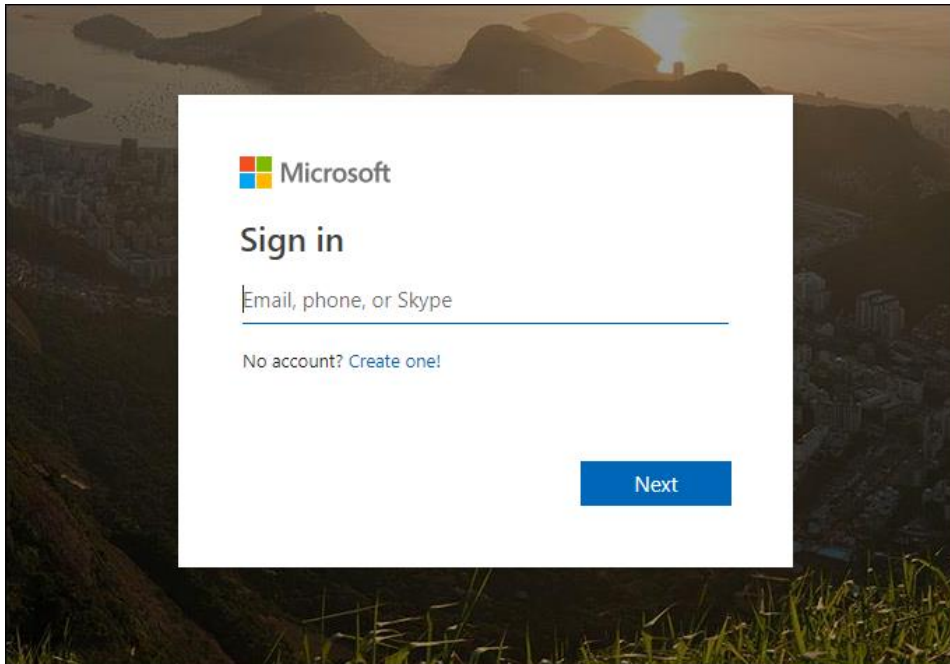 Microsoft
Sign in
Email, phone, or Skype
No account? Create one!
Next